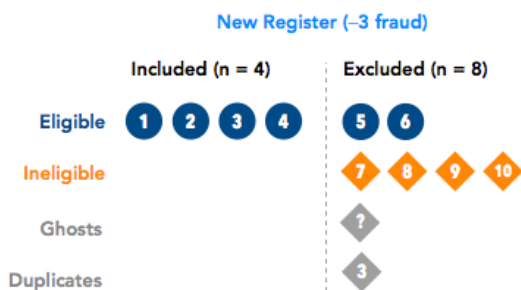 New Register (–3 fraud)
Included (n = 4) Excluded (n = 8)
Eligible 1 2 3 4 5 6
Ineligible 7 8 9 10
Ghosts ?
Duplicates 3